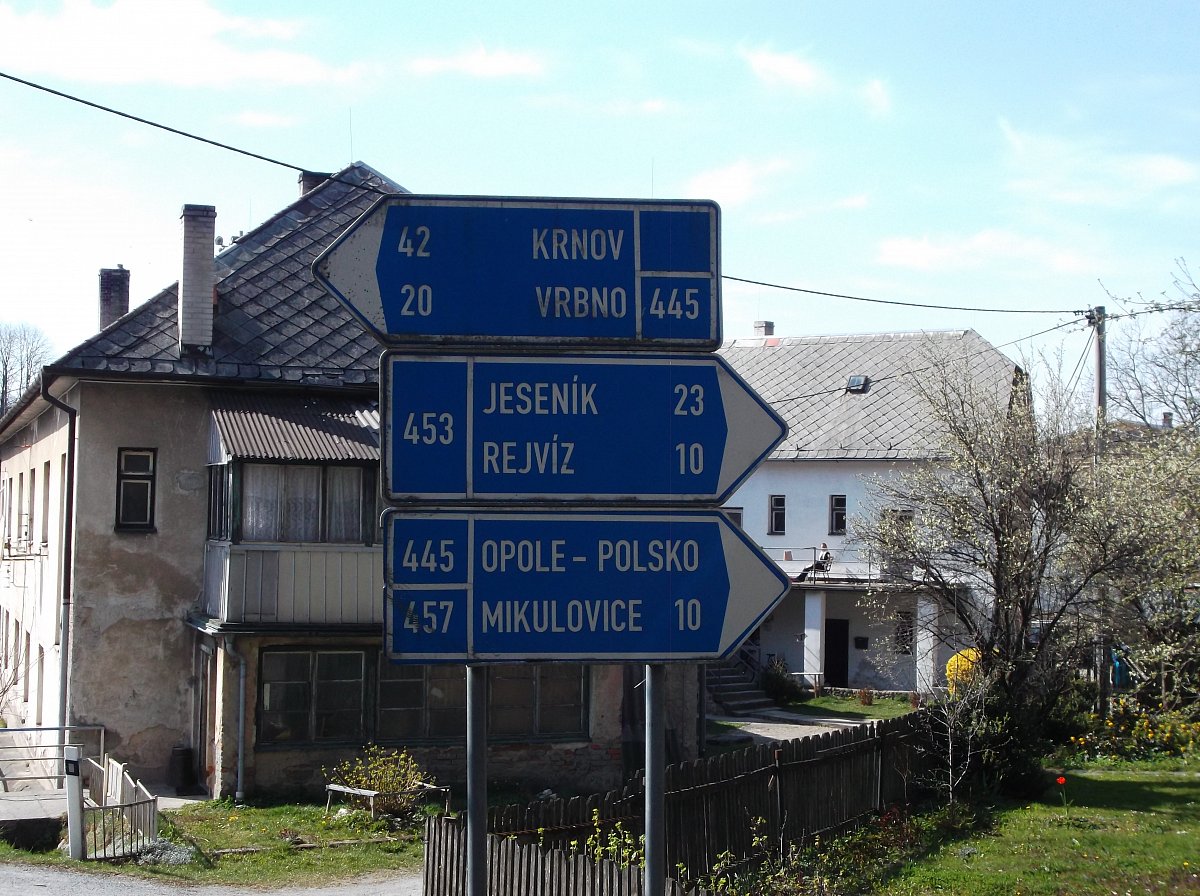 42 KRNOV
20 VRBNO 445
453 JESENÍK 23
REJVÍZ 10
445 OPOLE – POLSKO
457 MIKULOVICE 10